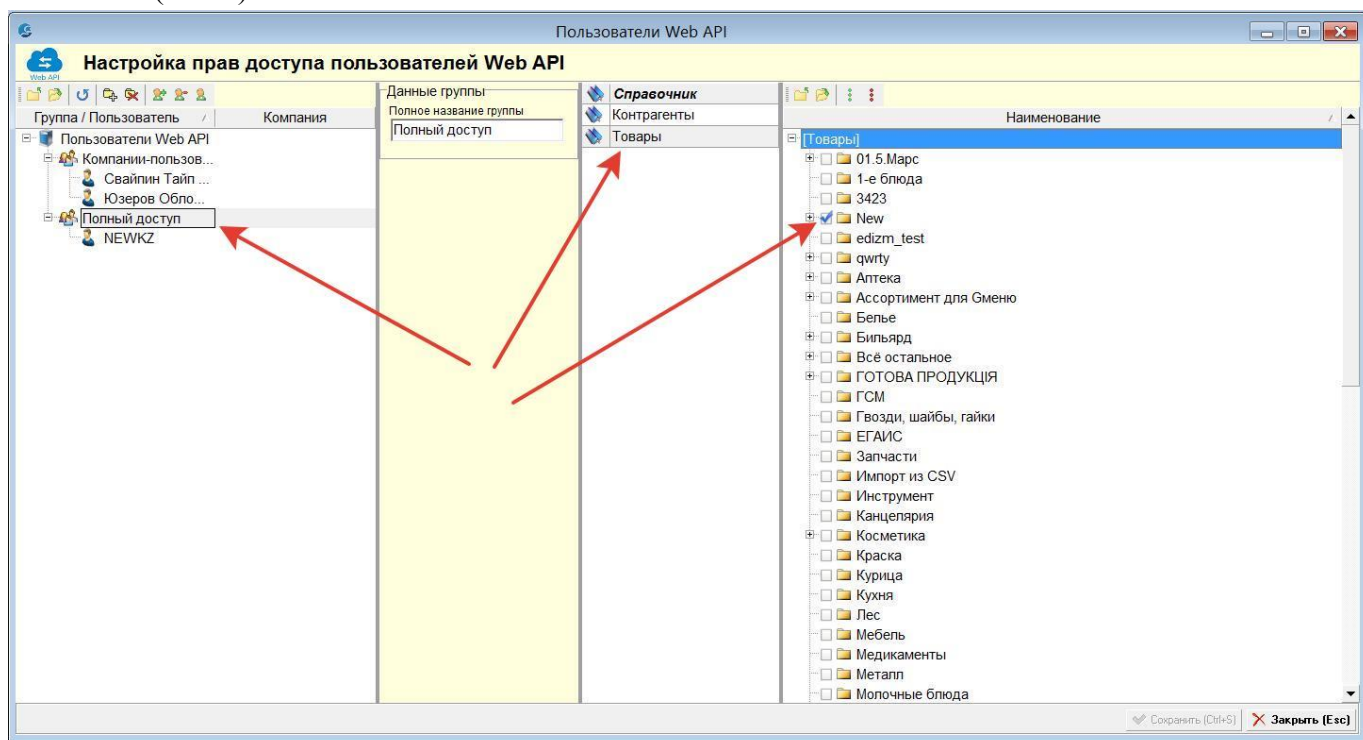 Пользователи Web API
Настройка прав доступа пользователей Web API
Web API
Группа / Пользователь
Компания
Пользователи Web API
Компании-пользов...
Свайпин Тайп ...
Юзеров Обло...
Полный доступ
NEWKZ
Данные группы
Полное название группы
Полный доступ
Справочник
Контрагенты
Товары
Наименование
[Товары]
01.5.Марс
1-е блюда
3423
New
edizm_test
qwrty
Аптека
Ассортимент для Gменю
Белье
Бильярд
Всё остальное
ГОТОВА ПРОДУКЦІЯ
ГСМ
Гвозди, шайбы, гайки
ЕГАИС
Запчасти
Импорт из CSV
Инструмент
Канцелярия
Косметика
Краска
Курица
Кухня
Лес
Мебель
Медикаменты
Металл
Молочные блюда
Сохранить (Ctrl+S)
Закрыть (Esc)